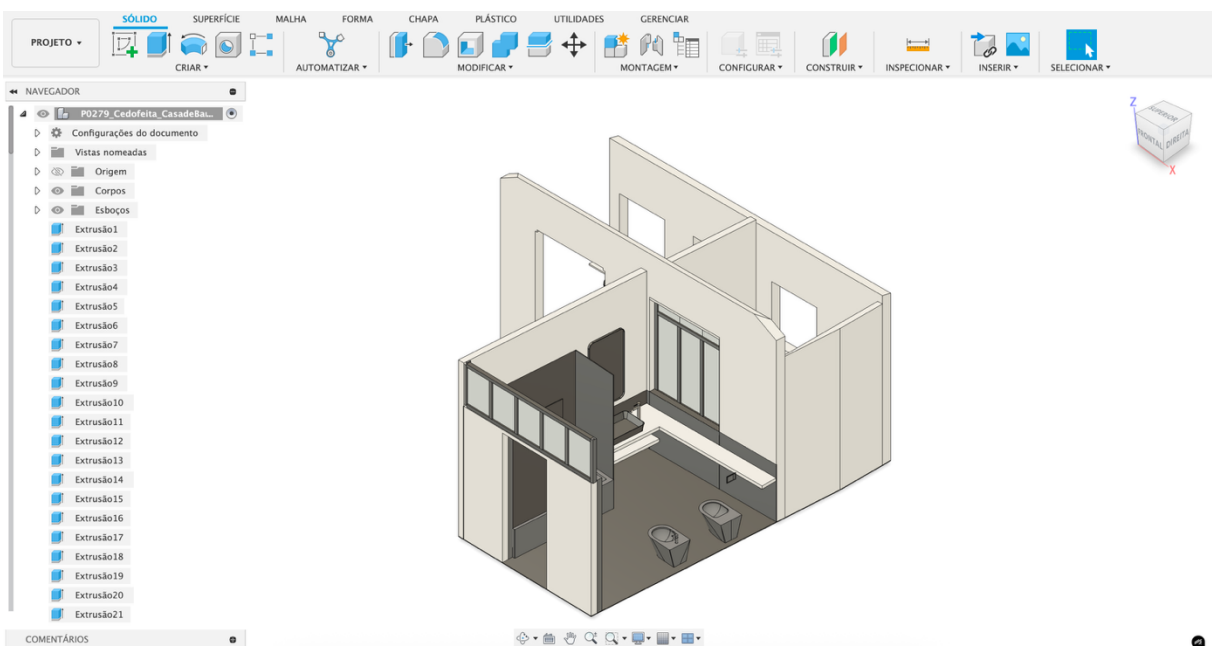 SÓLIDO SUPERFÍCIE MALHA FORMA CHAPA PLÁSTICO UTILIDADES GERENCIAR
PROJETO
CRIAR AUTOMATIZAR MODIFICAR MONTAGEM CONFIGURAR CONSTRUIR INSPECIONAR INSERIR SELECIONAR
NAVEGADOR
P0279_Cedofeita_CasadeBa...
Configurações do documento
Vistas nomeadas
Origem
Corpos
Esboços
Extrusão1
Extrusão2
Extrusão3
Extrusão4
Extrusão5
Extrusão6
Extrusão7
Extrusão8
Extrusão9
Extrusão10
Extrusão11
Extrusão12
Extrusão13
Extrusão14
Extrusão15
Extrusão16
Extrusão17
Extrusão18
Extrusão19
Extrusão20
Extrusão21
COMENTÁRIOS
Z
SUPERIOR
FRONTAL DIREITA
X